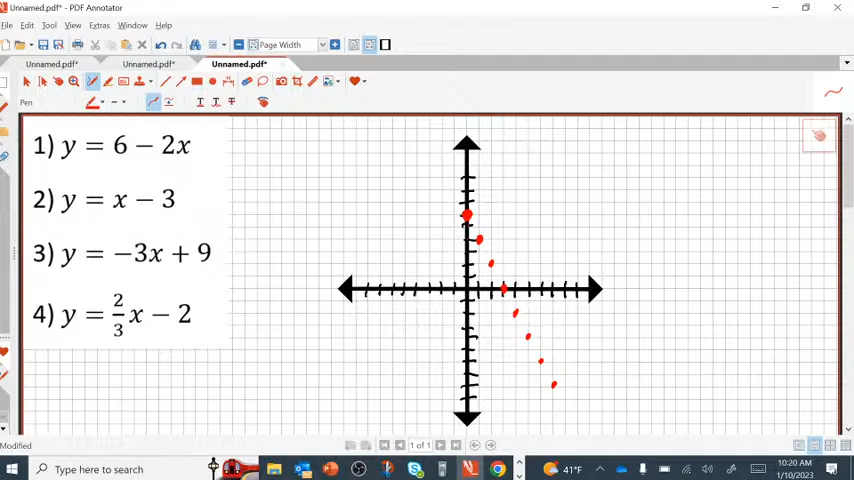 Unnamed.pdf* — PDF Annotator
File Edit Tool View Extras Window Help
Page Width
Unnamed.pdf* Unnamed.pdf* Unnamed.pdf*
Pen
1) y = 6 − 2x
2) y = x − 3
3) y = −3x + 9
4) y = 2/3 x − 2
Modified
1 of 1
Type here to search
41°F
10:20 AM
1/10/2023